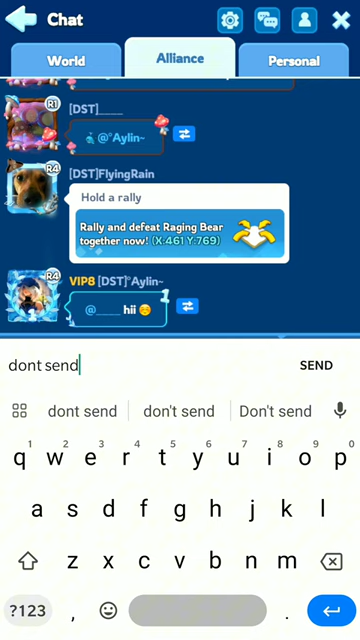 Chat
World
Alliance
Personal
R1
[DST]____
@°Aylin~
R4
[DST]FlyingRain
Hold a rally
Rally and defeat Raging Bear
together now! (X:461 Y:769)
R4
VIP8 [DST]°Aylin~
1
@____ hii ☺️
dont send
SEND
dont send
don't send
Don't send
q w e r t y u i o p
1 2 3 4 5 6 7 8 9 0
a s d f g h j k l
z x c v b n m
?123 , .